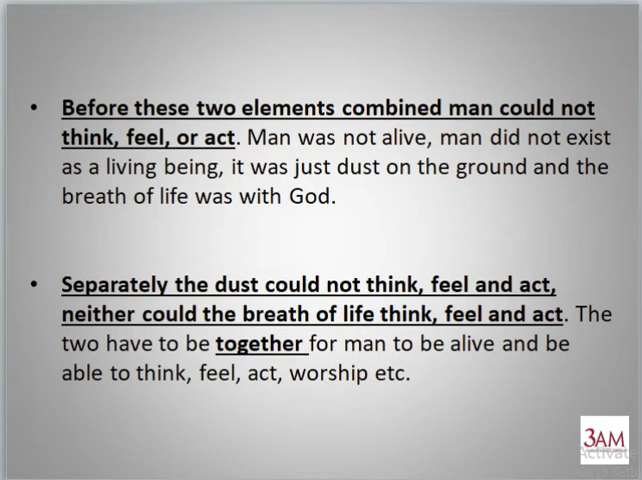 • Before these two elements combined man could not
think, feel, or act. Man was not alive, man did not exist
as a living being, it was just dust on the ground and the
breath of life was with God.
• Separately the dust could not think, feel and act,
neither could the breath of life think, feel and act. The
two have to be together for man to be alive and be
able to think, feel, act, worship etc.
3AM
Activate